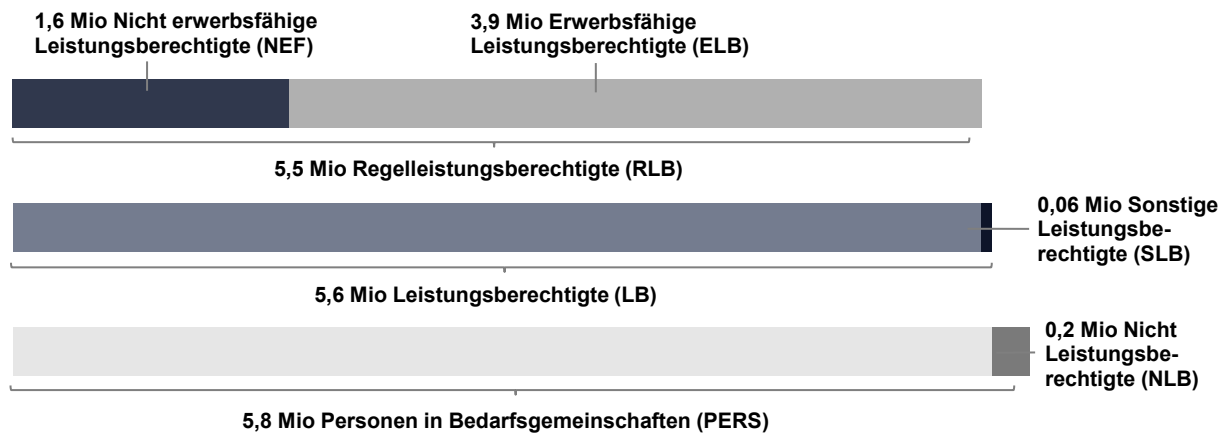 1,6 Mio Nicht erwerbsfähige
Leistungsberechtigte (NEF)
3,9 Mio Erwerbsfähige
Leistungsberechtigte (ELB)
5,5 Mio Regelleistungsberechtigte (RLB)
0,06 Mio Sonstige
Leistungsbe-
rechtigte (SLB)
5,6 Mio Leistungsberechtigte (LB)
0,2 Mio Nicht
Leistungsbe-
rechtigte (NLB)
5,8 Mio Personen in Bedarfsgemeinschaften (PERS)